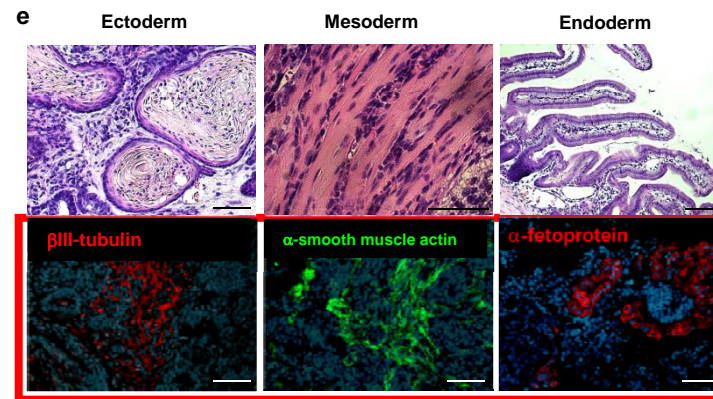 e
Ectoderm Mesoderm Endoderm
βIII-tubulin α-smooth muscle actin α-fetoprotein